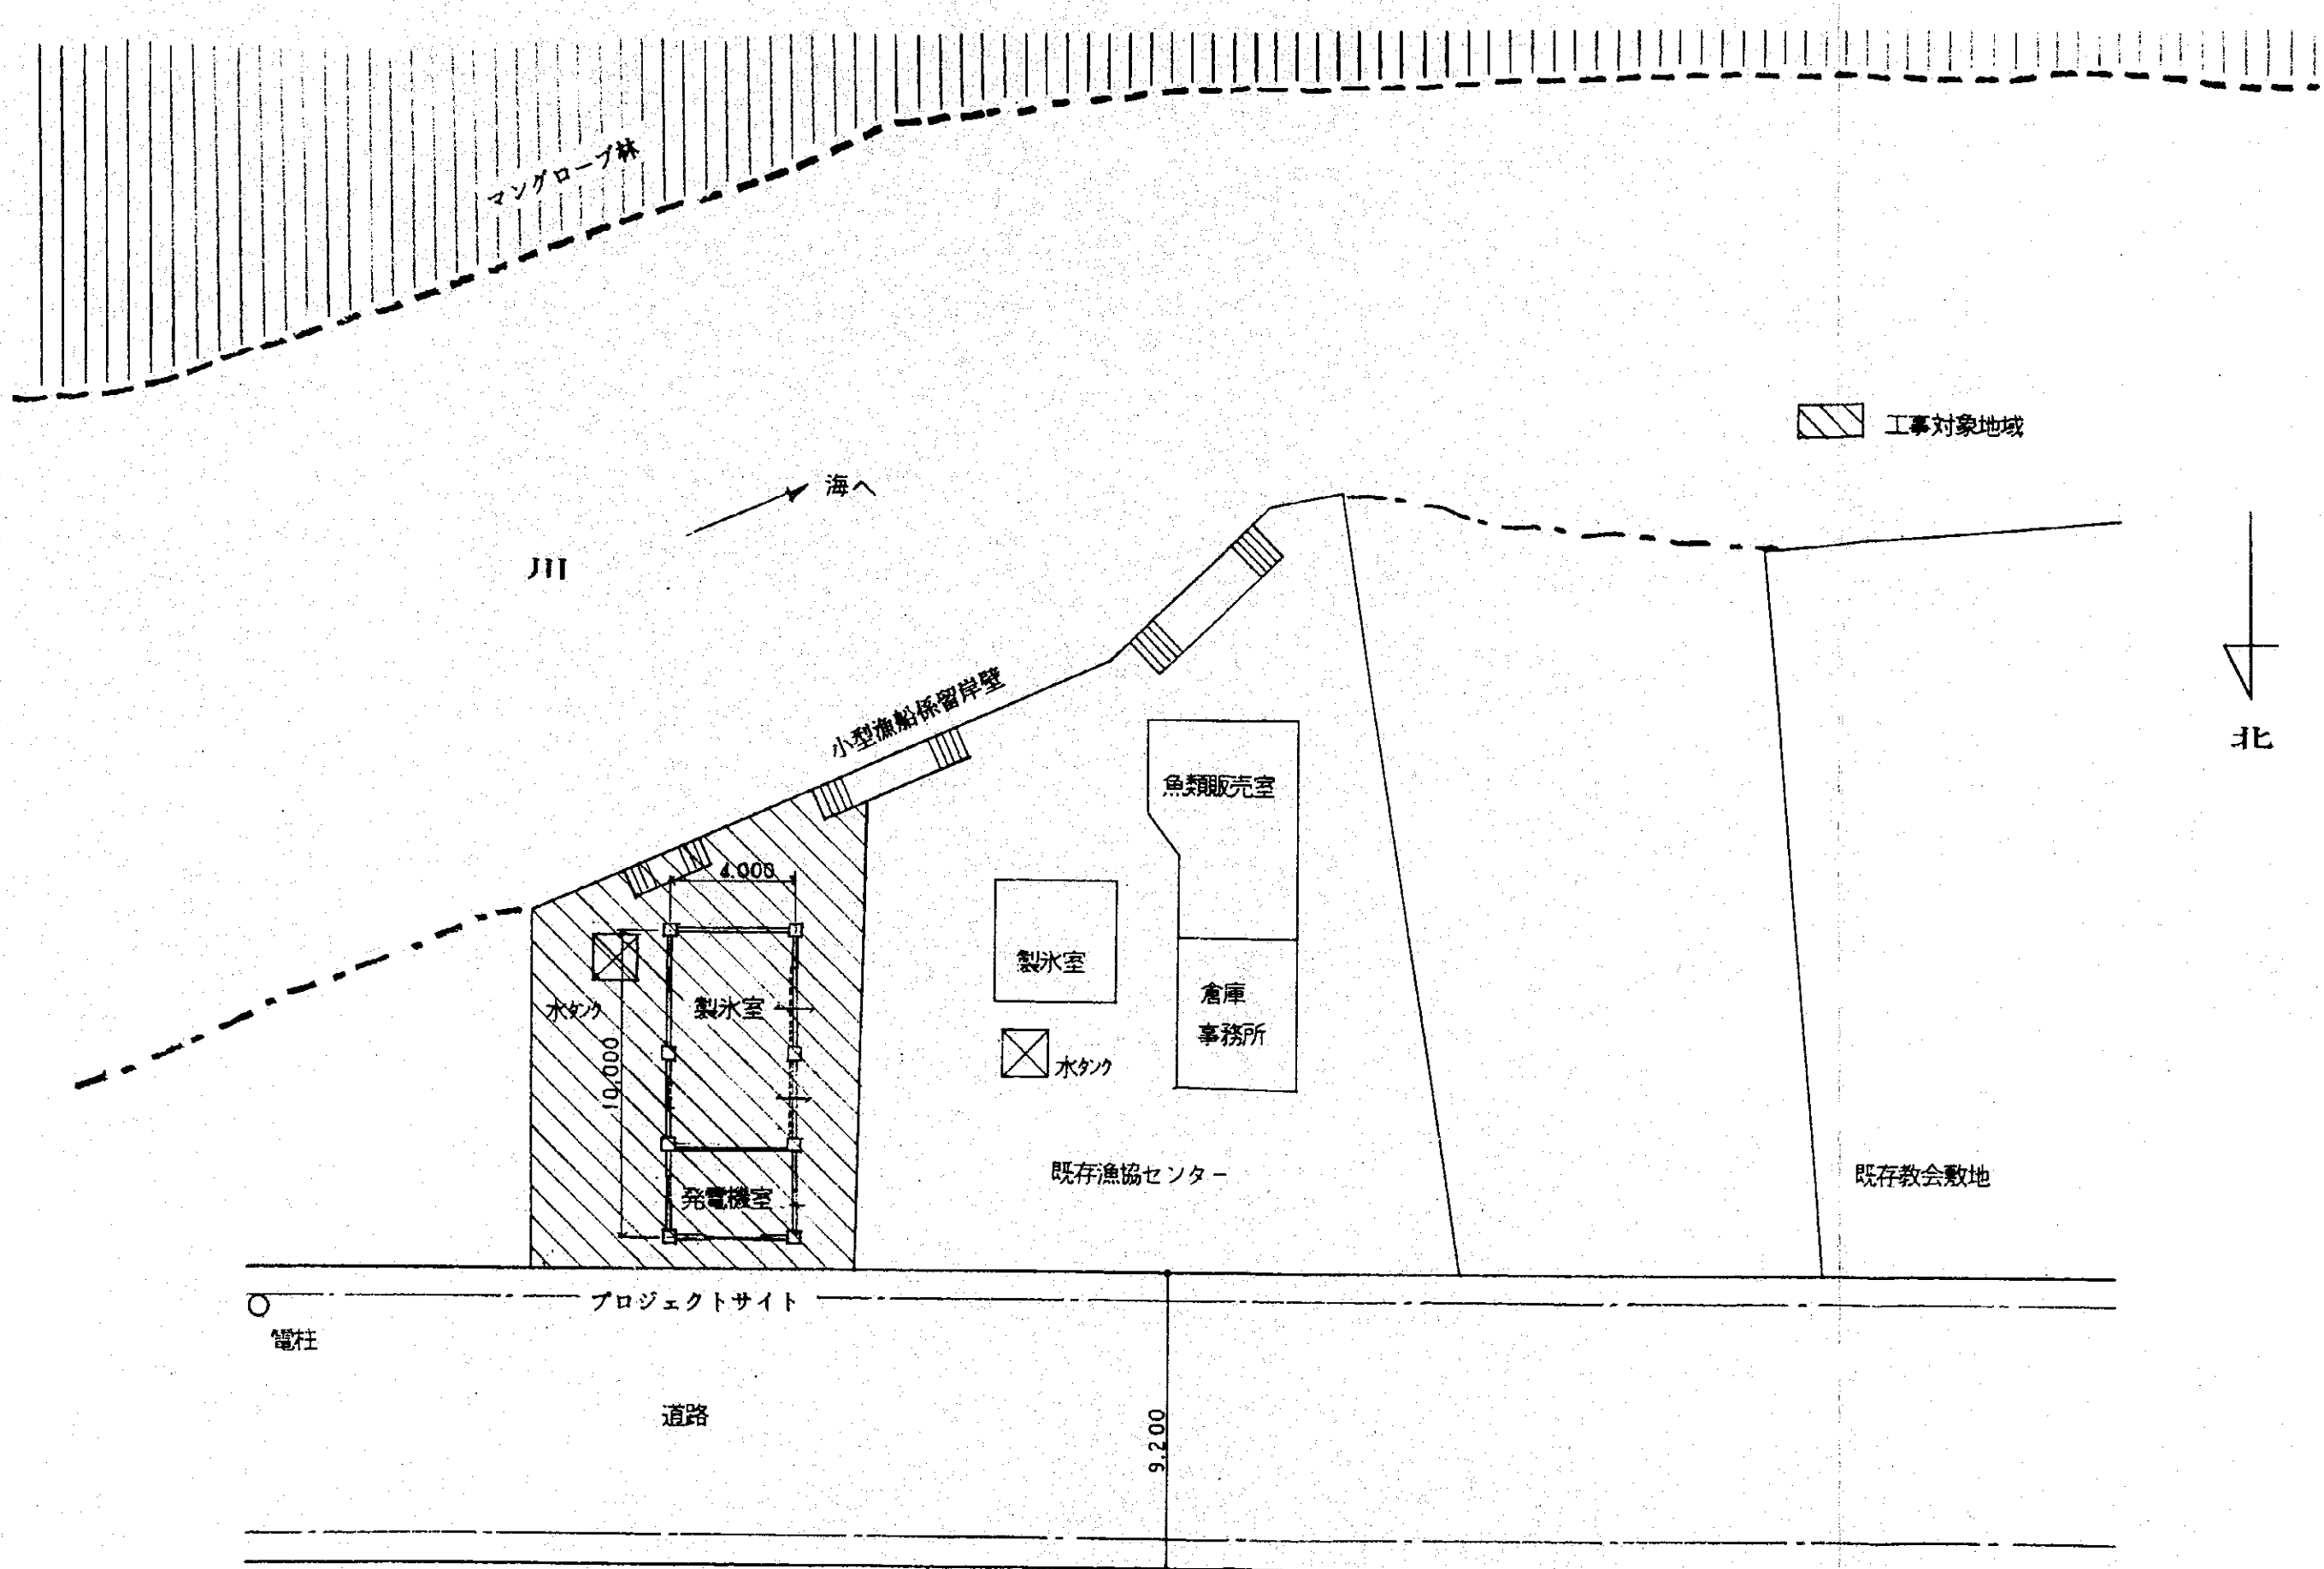 マングローブ林
工事対象地域
海へ
川
小型漁船係留岸壁
北
魚類販売室
4.000
製氷室
倉庫
事務所
水タンク
製氷室
10,000
水タンク
発電機室
既存漁協センター
既存教会敷地
プロジェクトサイト
電柱
道路
9.200